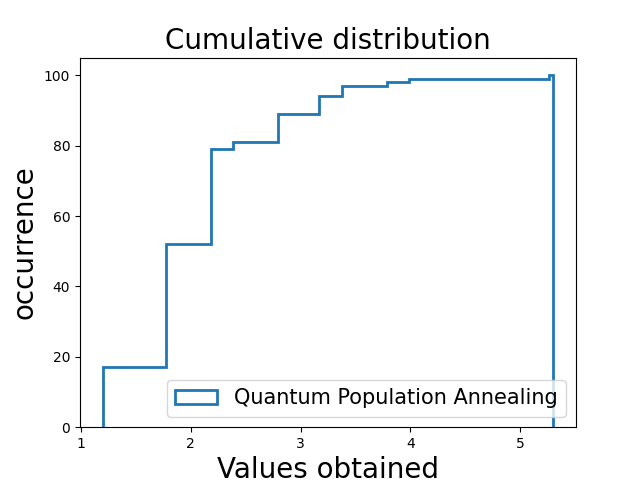 Cumulative distribution
100
80
60
40
20
0
occurrence
Quantum Population Annealing
1 2 3 4 5
Values obtained